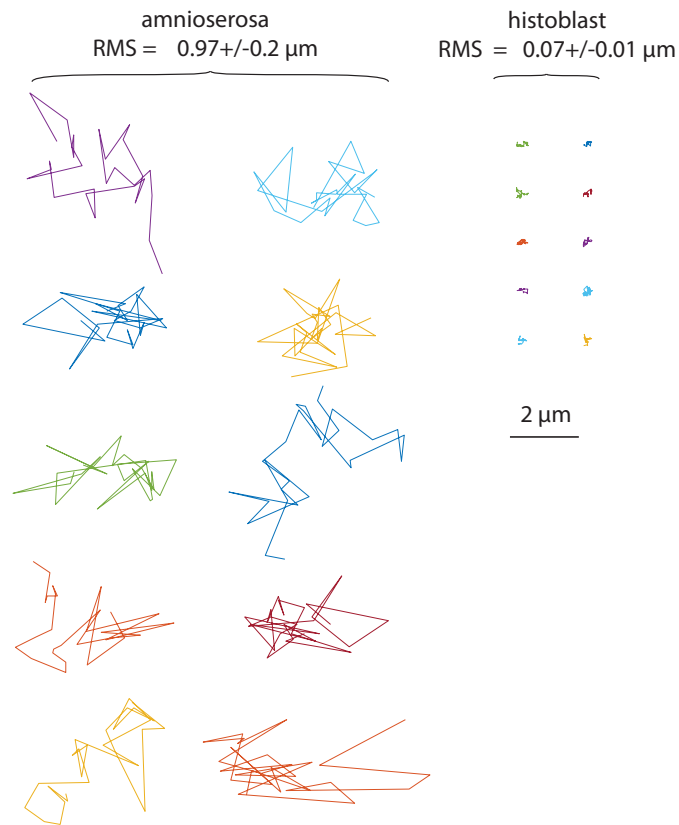 amnioserosa
RMS = 0.97+/-0.2 µm
histoblast
RMS = 0.07+/-0.01 µm
2 µm